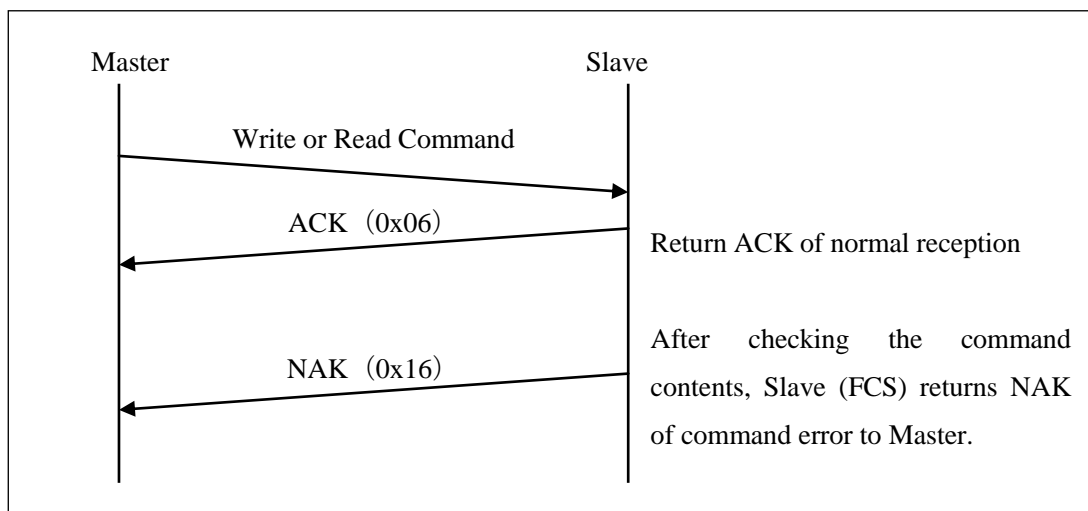 Master
Slave
Write or Read Command
ACK（0x06）
Return ACK of normal reception
NAK（0x16）
After checking the command
contents, Slave (FCS) returns NAK
of command error to Master.